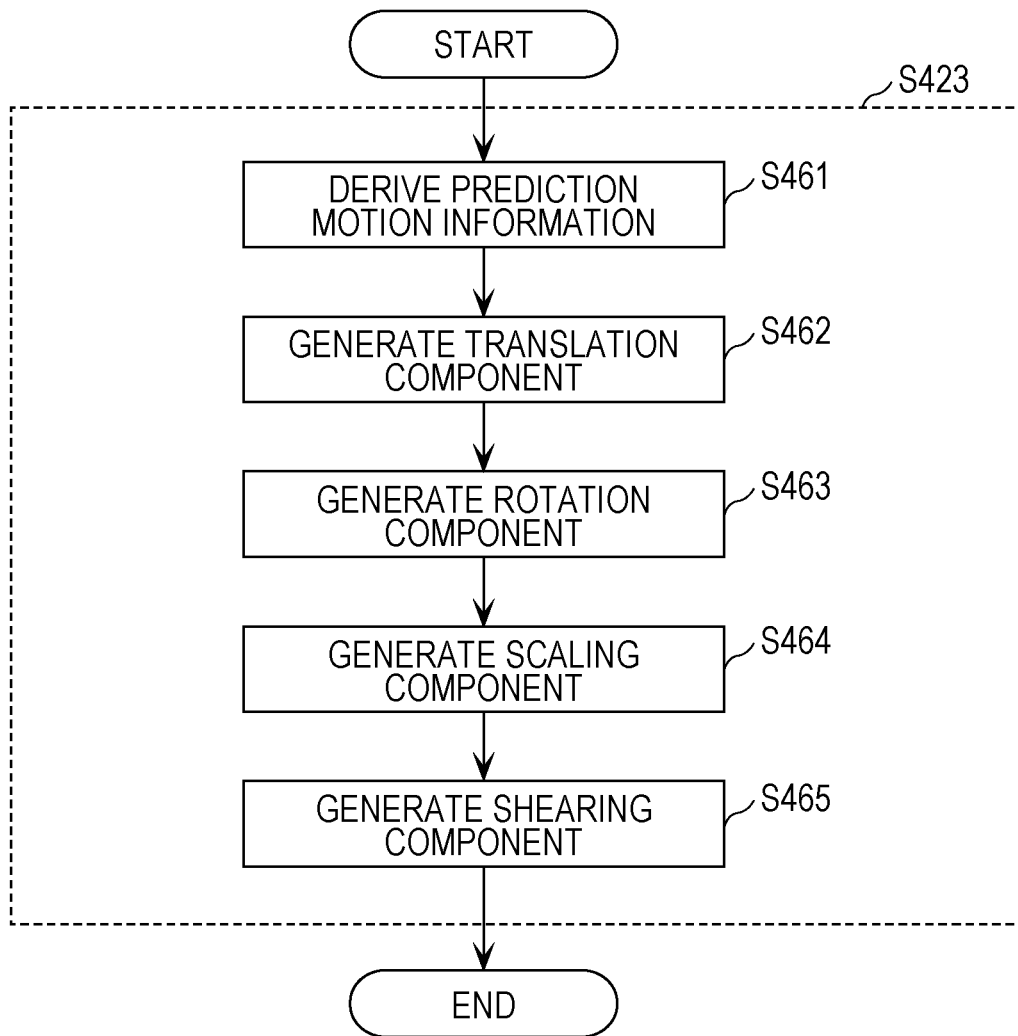 START
S423
DERIVE PREDICTION
MOTION INFORMATION
S461
GENERATE TRANSLATION
COMPONENT
S462
GENERATE ROTATION
COMPONENT
S463
GENERATE SCALING
COMPONENT
S464
GENERATE SHEARING
COMPONENT
S465
END